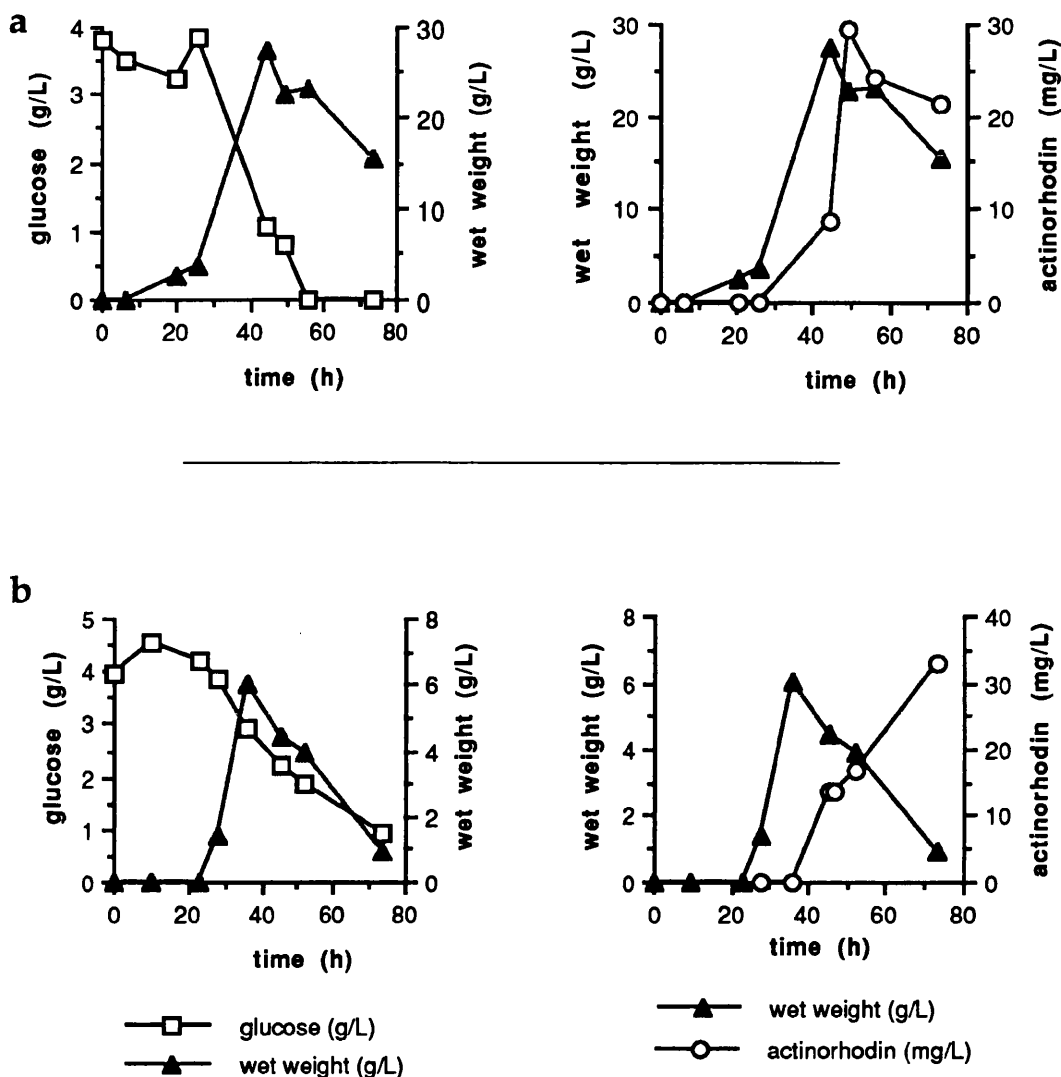 a
glucose (g/L)
4
3
2
1
0
30
20
10
0
wet weight (g/L)
0 20 40 60 80
time (h)
wet weight (g/L)
30
20
10
0
30
20
10
0
actinorhodin (mg/L)
0 20 40 60 80
time (h)
b
glucose (g/L)
5
4
3
2
1
0
8
6
4
2
0
wet weight (g/L)
0 20 40 60 80
time (h)
wet weight (g/L)
8
6
4
2
0
40
30
20
10
0
actinorhodin (mg/L)
0 20 40 60 80
time (h)
glucose (g/L)
wet weight (g/L)
wet weight (g/L)
actinorhodin (mg/L)